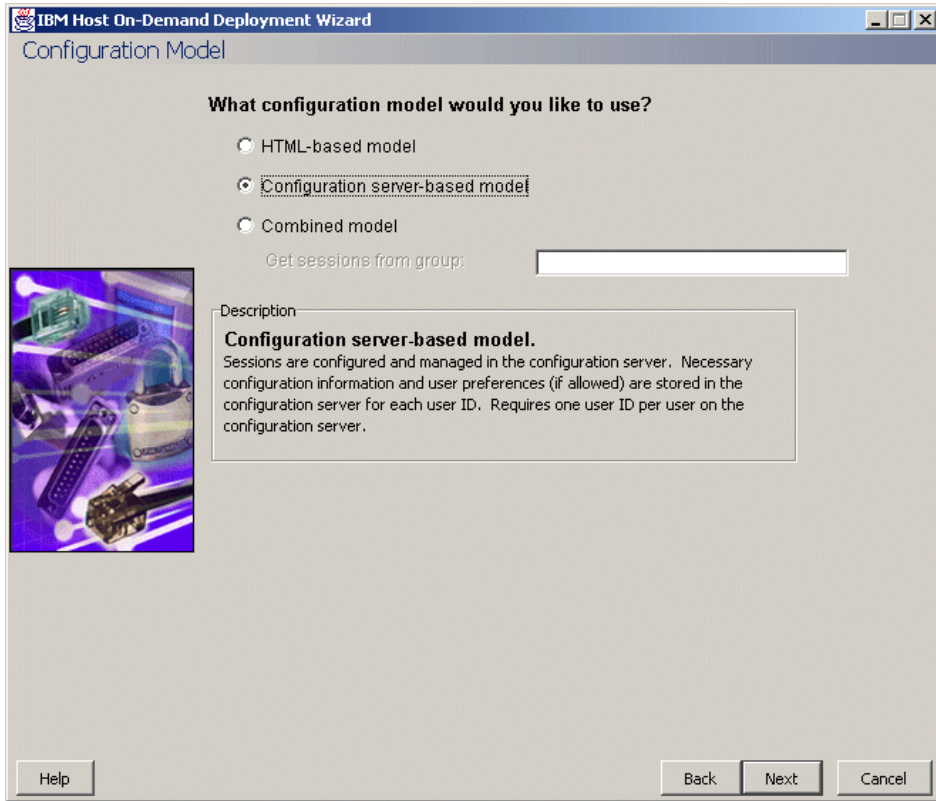 IBM Host On-Demand Deployment Wizard
Configuration Model
What configuration model would you like to use?
HTML-based model
Configuration server-based model
Combined model
Get sessions from group:
Description
Configuration server-based model.
Sessions are configured and managed in the configuration server. Necessary
configuration information and user preferences (if allowed) are stored in the
configuration server for each user ID. Requires one user ID per user on the
configuration server.
Help
Back
Next
Cancel